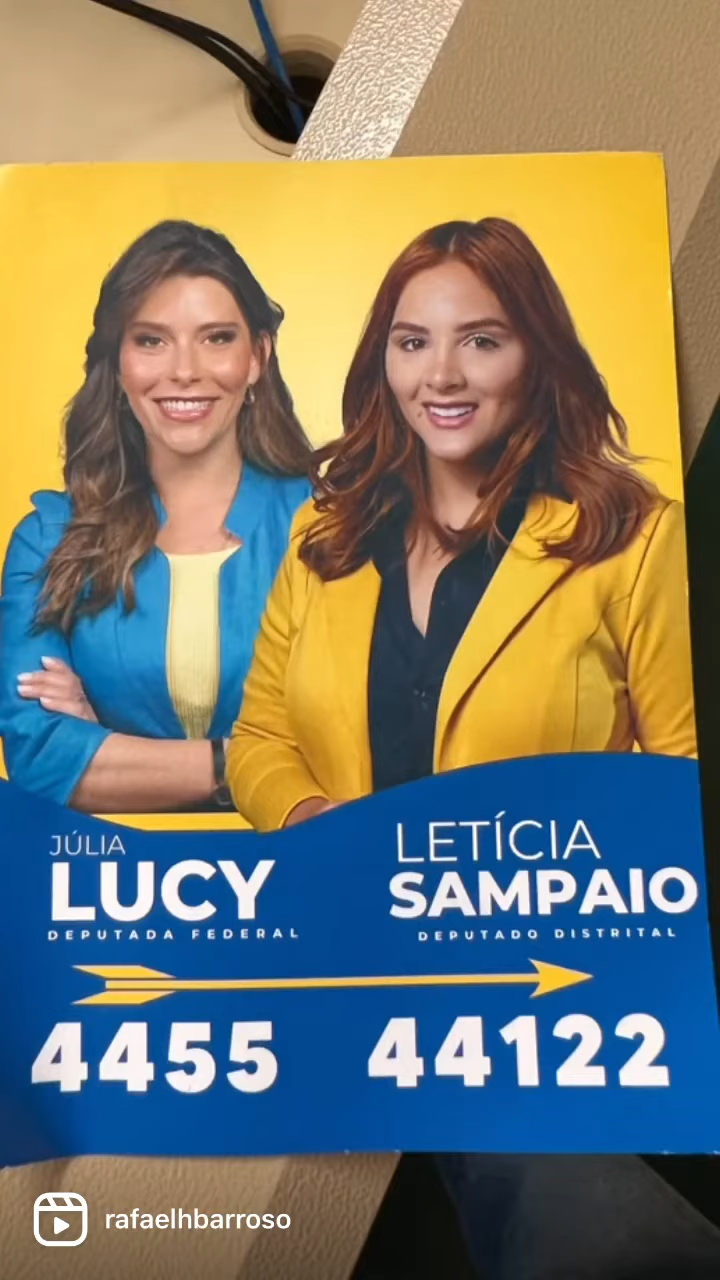 JÚLIA
LUCY
DEPUTADA FEDERAL
4455
LETÍCIA
SAMPAIO
DEPUTADO DISTRITAL
44122
rafaelhbarroso